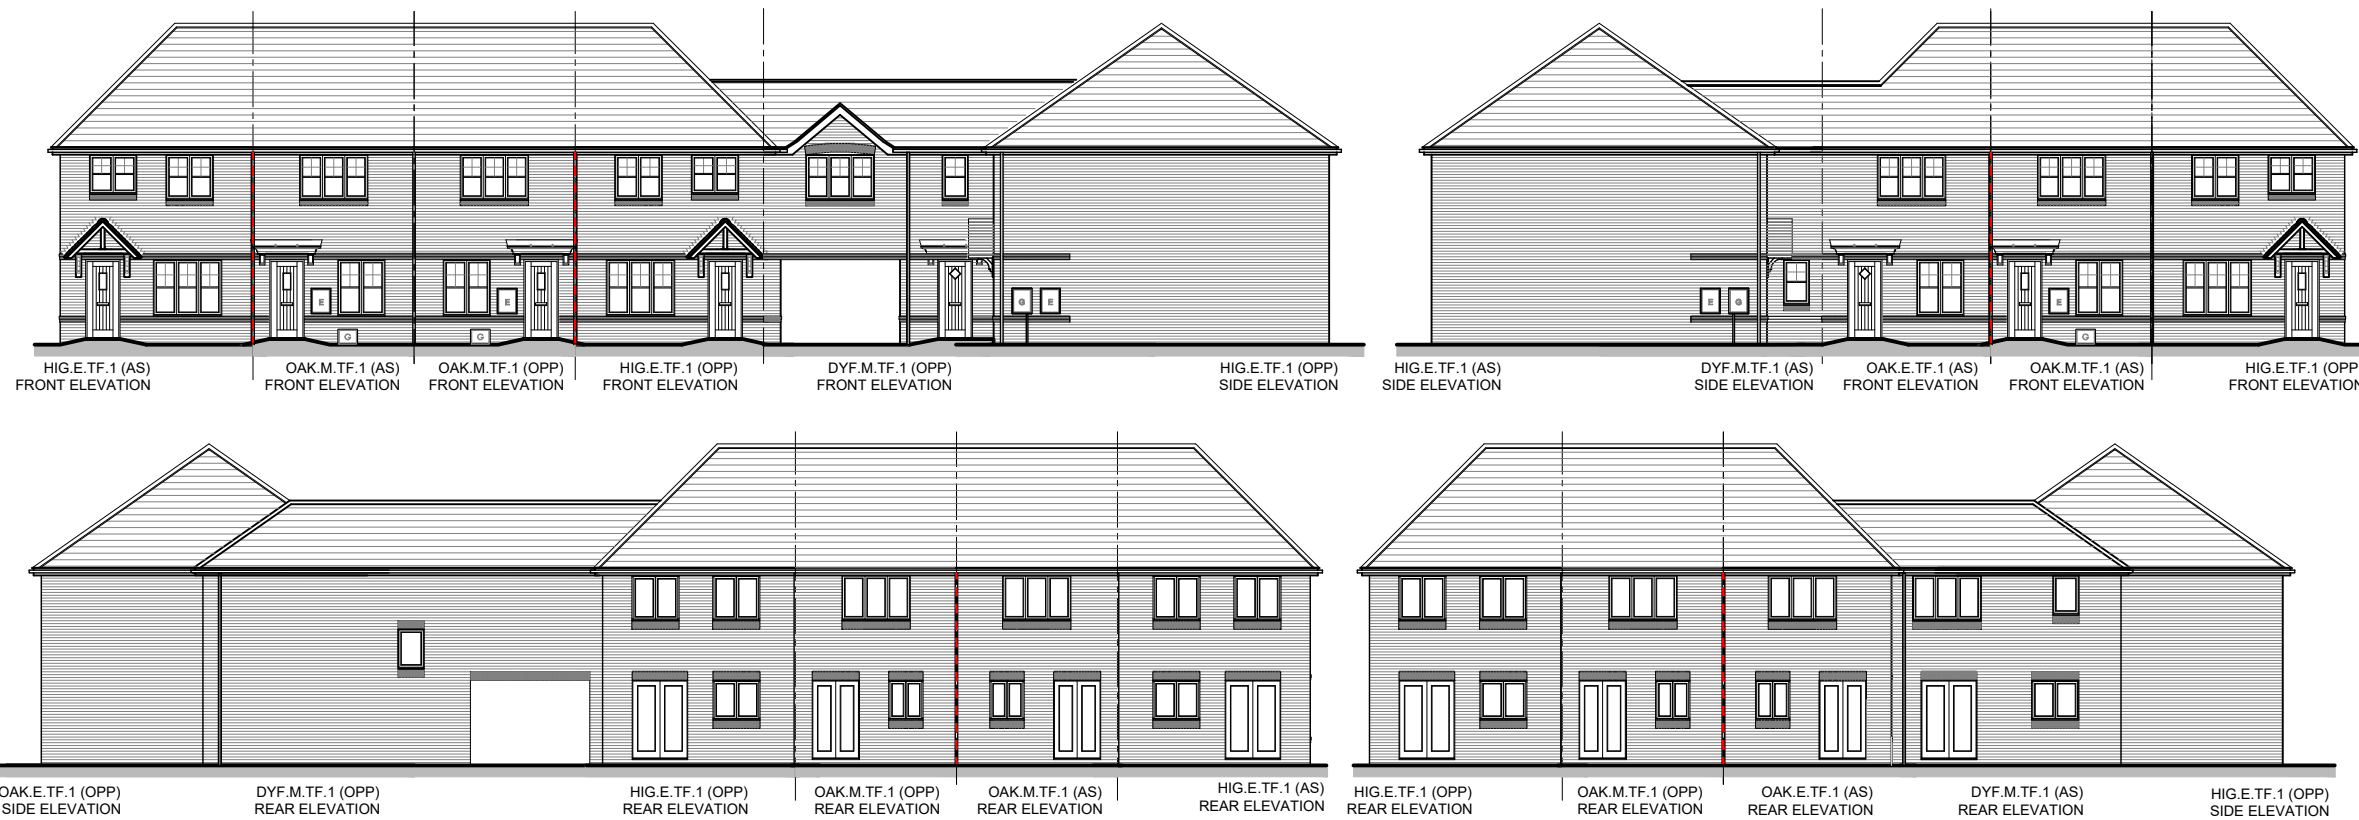 E
E
G
G
G
E
E
G
E
G
HIG.E.TF.1 (AS)
FRONT ELEVATION
OAK.M.TF.1 (AS)
FRONT ELEVATION
OAK.M.TF.1 (OPP)
FRONT ELEVATION
HIG.E.TF.1 (OPP)
FRONT ELEVATION
DYF.M.TF.1 (OPP)
FRONT ELEVATION
HIG.E.TF.1 (OPP)
SIDE ELEVATION
HIG.E.TF.1 (AS)
SIDE ELEVATION
DYF.M.TF.1 (AS)
SIDE ELEVATION
OAK.E.TF.1 (AS)
FRONT ELEVATION
OAK.M.TF.1 (AS)
FRONT ELEVATION
HIG.E.TF.1 (OPP
FRONT ELEVATION
OAK.E.TF.1 (OPP)
SIDE ELEVATION
DYF.M.TF.1 (OPP)
REAR ELEVATION
HIG.E.TF.1 (OPP)
REAR ELEVATION
OAK.M.TF.1 (OPP)
REAR ELEVATION
OAK.M.TF.1 (AS)
REAR ELEVATION
HIG.E.TF.1 (AS)
REAR ELEVATION
HIG.E.TF.1 (OPP)
REAR ELEVATION
OAK.M.TF.1 (OPP)
REAR ELEVATION
OAK.E.TF.1 (AS)
REAR ELEVATION
DYF.M.TF.1 (AS)
REAR ELEVATION
HIG.E.TF.1 (OPP)
SIDE ELEVATION